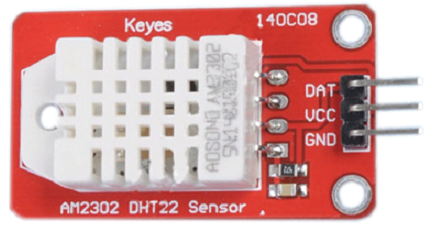 Keyes
140C08
DAT
VCC
GND
AOSONG AM2302
AM2302 DHT22 Sensor